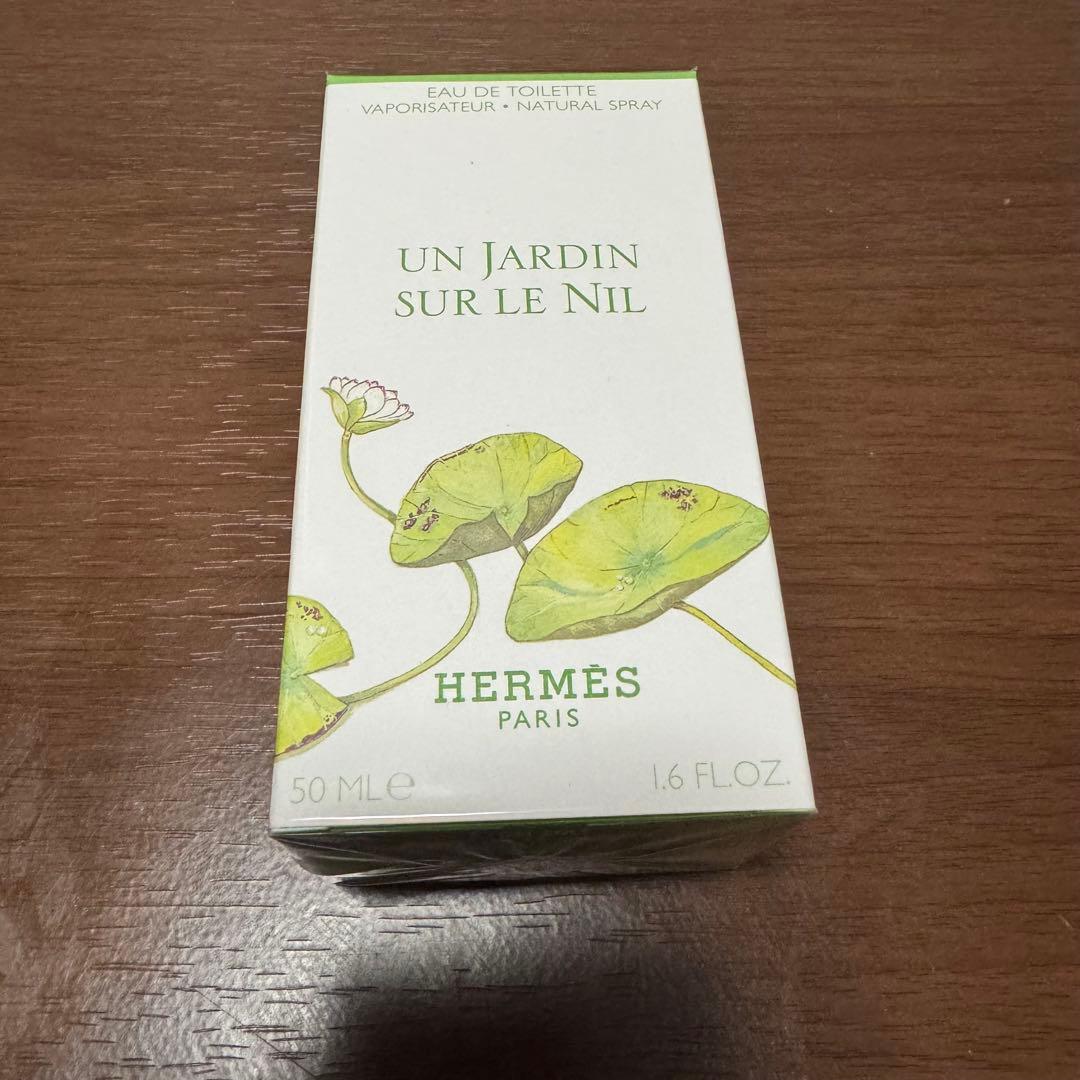 EAU DE TOILETTE
VAPORISATEUR • NATURAL SPRAY
UN JARDIN
SUR LE NIL
HERMÈS
PARIS
50 ML ℮
1.6 FL.OZ.